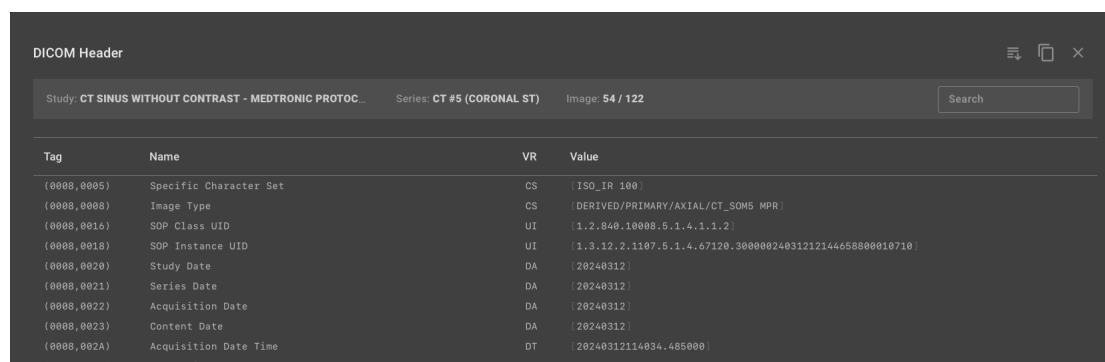 DICOM Header
Study: CT SINUS WITHOUT CONTRAST - MEDTRONIC PROTOC... Series: CT #5 (CORONAL ST) Image: 54 / 122 Search
Tag Name VR Value
(0008,0005) Specific Character Set CS [ISO_IR 100]
(0008,0008) Image Type CS [DERIVED/PRIMARY/AXIAL/CT_SOM5 MPR]
(0008,0016) SOP Class UID UI [1.2.840.10008.5.1.4.1.1.2]
(0008,0018) SOP Instance UID UI [1.3.12.2.1107.5.1.4.67120.30000024031212144658800010710]
(0008,0020) Study Date DA [20240312]
(0008,0021) Series Date DA [20240312]
(0008,0022) Acquisition Date DA [20240312]
(0008,0023) Content Date DA [20240312]
(0008,002A) Acquisition Date Time DT [20240312114034.485000]